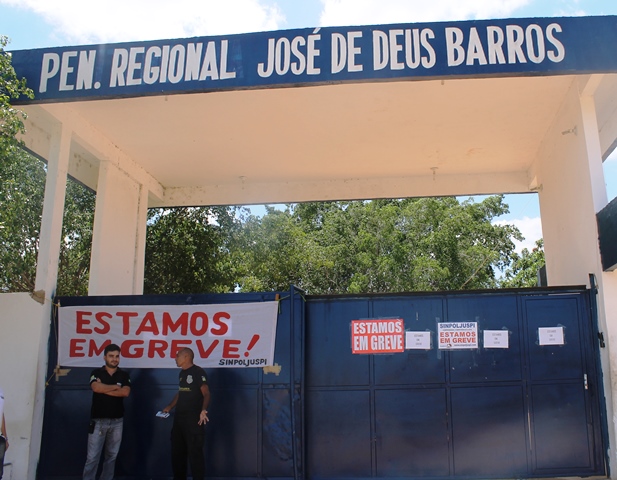 PEN. REGIONAL JOSÉ DE DEUS BARROS
ESTAMOS
EM GREVE!
SINPOLJUSPI
ESTAMOS
EM GREVE
SINPOLJUSPI
ESTAMOS
EM GREVE